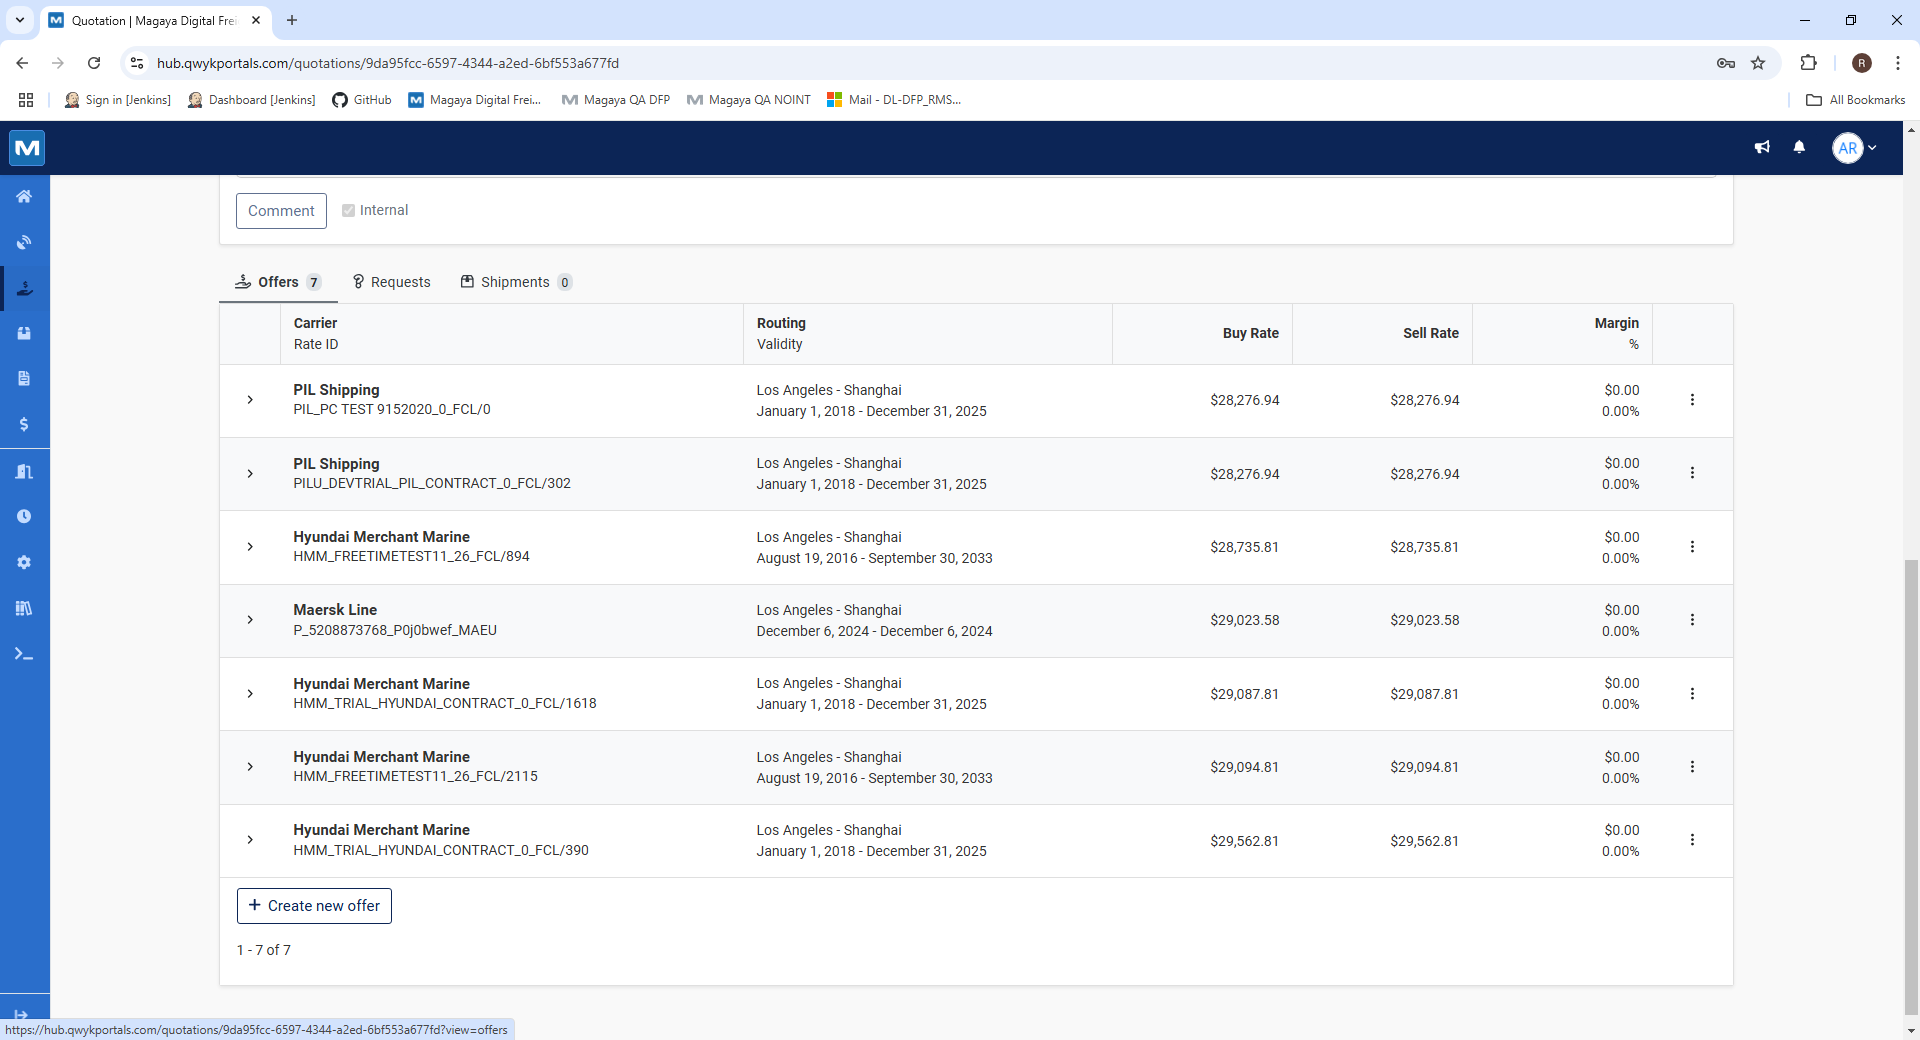 Quotation | Magaya Digital Frei
hub.qwykportals.com/quotations/9da95fcc-6597-4344-a2ed-6bf553a677fd
R
Sign in [Jenkins]
Dashboard [Jenkins]
GitHub
Magaya Digital Frei...
Magaya QA DFP
Magaya QA NOINT
Mail - DL-DFP_RMS...
All Bookmarks
AR
Comment
Internal
Offers 7
Requests
Shipments 0
Carrier
Rate ID
Routing
Validity
Buy Rate
Sell Rate
Margin
%
PIL Shipping
PIL_PC TEST 9152020_0_FCL/0
Los Angeles - Shanghai
January 1, 2018 - December 31, 2025
$28,276.94
$28,276.94
$0.00
0.00%
PIL Shipping
PILU_DEVTRIAL_PIL_CONTRACT_0_FCL/302
Los Angeles - Shanghai
January 1, 2018 - December 31, 2025
$28,276.94
$28,276.94
$0.00
0.00%
Hyundai Merchant Marine
HMM_FREETIMETEST11_26_FCL/894
Los Angeles - Shanghai
August 19, 2016 - September 30, 2033
$28,735.81
$28,735.81
$0.00
0.00%
Maersk Line
P_5208873768_P0j0bwef_MAEU
Los Angeles - Shanghai
December 6, 2024 - December 6, 2024
$29,023.58
$29,023.58
$0.00
0.00%
Hyundai Merchant Marine
HMM_TRIAL_HYUNDAI_CONTRACT_0_FCL/1618
Los Angeles - Shanghai
January 1, 2018 - December 31, 2025
$29,087.81
$29,087.81
$0.00
0.00%
Hyundai Merchant Marine
HMM_FREETIMETEST11_26_FCL/2115
Los Angeles - Shanghai
August 19, 2016 - September 30, 2033
$29,094.81
$29,094.81
$0.00
0.00%
Hyundai Merchant Marine
HMM_TRIAL_HYUNDAI_CONTRACT_0_FCL/390
Los Angeles - Shanghai
January 1, 2018 - December 31, 2025
$29,562.81
$29,562.81
$0.00
0.00%
+ Create new offer
1 - 7 of 7
https://hub.qwykportals.com/quotations/9da95fcc-6597-4344-a2ed-6bf553a677fd?view=offers